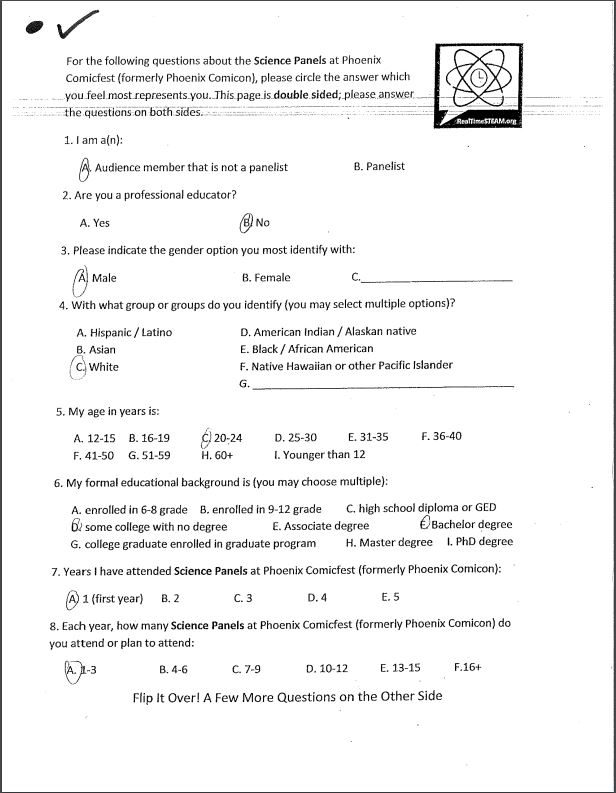 For the following questions about the Science Panels at Phoenix
Comicfest (formerly Phoenix Comicon), please circle the answer which
you feel most represents you. This page is double sided; please answer
the questions on both sides.
RealTimeSTEAM.org
1. I am a(n):
A. Audience member that is not a panelist B. Panelist
2. Are you a professional educator?
A. Yes B. No
3. Please indicate the gender option you most identify with:
A. Male B. Female C.
4. With what group or groups do you identify (you may select multiple options)?
A. Hispanic / Latino D. American Indian / Alaskan native
B. Asian E. Black / African American
C. White F. Native Hawaiian or other Pacific Islander
G.
5. My age in years is:
A. 12-15 B. 16-19 C. 20-24 D. 25-30 E. 31-35 F. 36-40
F. 41-50 G. 51-59 H. 60+ I. Younger than 12
6. My formal educational background is (you may choose multiple):
A. enrolled in 6-8 grade B. enrolled in 9-12 grade C. high school diploma or GED
D. some college with no degree E. Associate degree F. Bachelor degree
G. college graduate enrolled in graduate program H. Master degree I. PhD degree
7. Years I have attended Science Panels at Phoenix Comicfest (formerly Phoenix Comicon):
A. 1 (first year) B. 2 C. 3 D. 4 E. 5
8. Each year, how many Science Panels at Phoenix Comicfest (formerly Phoenix Comicon) do
you attend or plan to attend:
A. 1-3 B. 4-6 C. 7-9 D. 10-12 E. 13-15 F.16+
Flip It Over! A Few More Questions on the Other Side